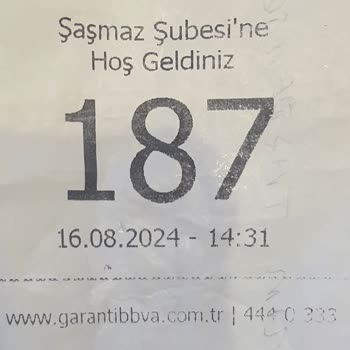 Şaşmaz Şubesi'ne
Hoş Geldiniz
187
16.08.2024 - 14:31
www.garantibbva.com.tr | 444 0 333